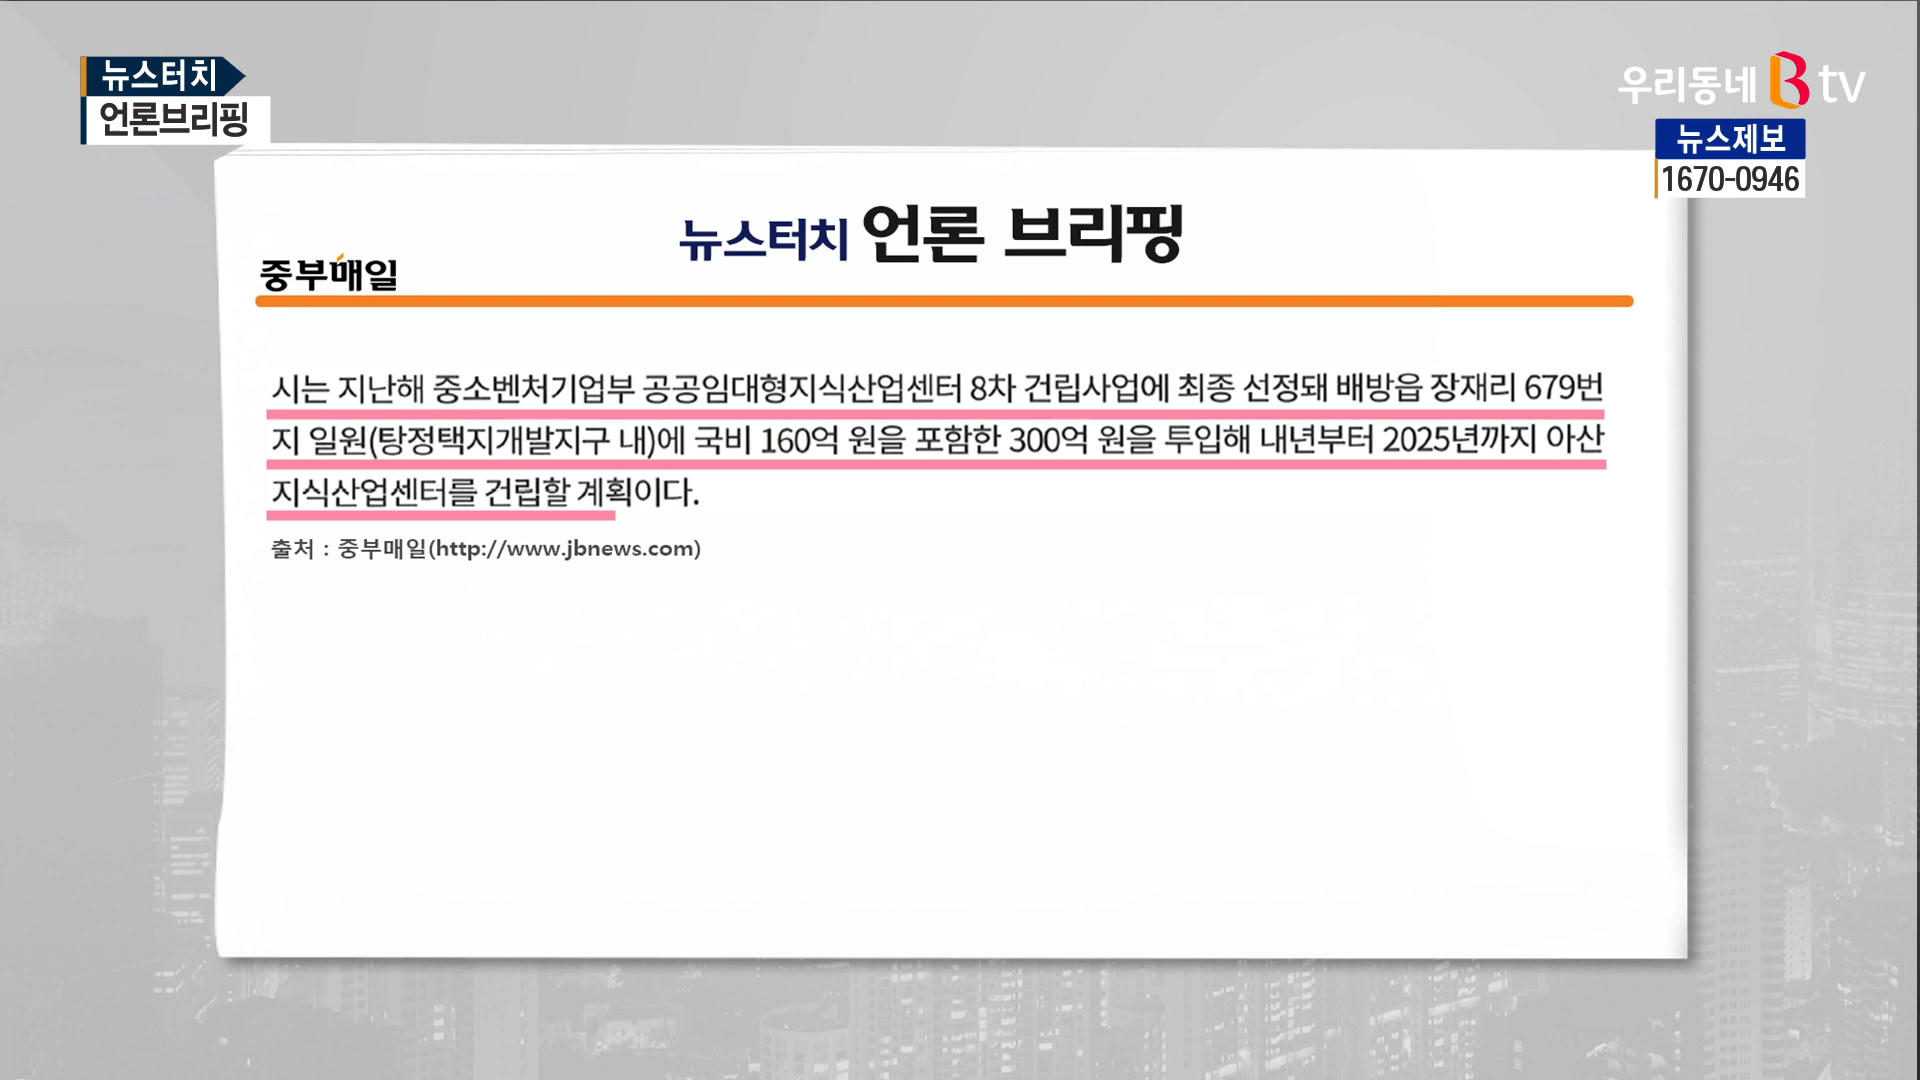 뉴스터치
언론브리핑
우리동네 B tv
뉴스제보
1670-0946
뉴스터치 언론 브리핑
중부매일
시는 지난해 중소벤처기업부 공공임대형지식산업센터 8차 건립사업에 최종 선정돼 배방읍 장재리 679번
지 일원(탕정택지개발지구 내)에 국비 160억 원을 포함한 300억 원을 투입해 내년부터 2025년까지 아산
지식산업센터를 건립할 계획이다.
출처 : 중부매일(http://www.jbnews.com)